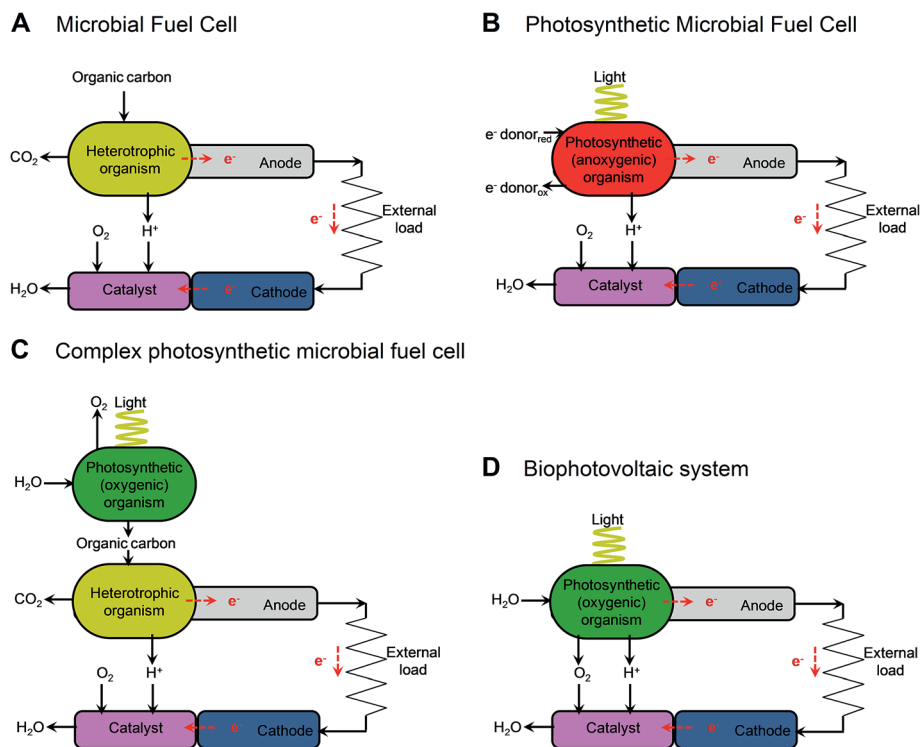 A Microbial Fuel Cell
Organic carbon
Heterotrophic
organism
CO₂
e⁻
Anode
e⁻
External
load
O₂
H⁺
H₂O
Catalyst
e⁻
Cathode
B Photosynthetic Microbial Fuel Cell
Light
e⁻ donor_red
e⁻ donor_ox
Photosynthetic
(anoxygenic)
organism
e⁻
Anode
e⁻
External
load
O₂
H⁺
H₂O
Catalyst
e⁻
Cathode
C Complex photosynthetic microbial fuel cell
O₂
Light
H₂O
Photosynthetic
(oxygenic)
organism
Organic carbon
CO₂
Heterotrophic
organism
e⁻
Anode
e⁻
External
load
O₂
H⁺
H₂O
Catalyst
e⁻
Cathode
D Biophotovoltaic system
Light
H₂O
Photosynthetic
(oxygenic)
organism
e⁻
Anode
e⁻
External
load
O₂
H⁺
H₂O
Catalyst
e⁻
Cathode